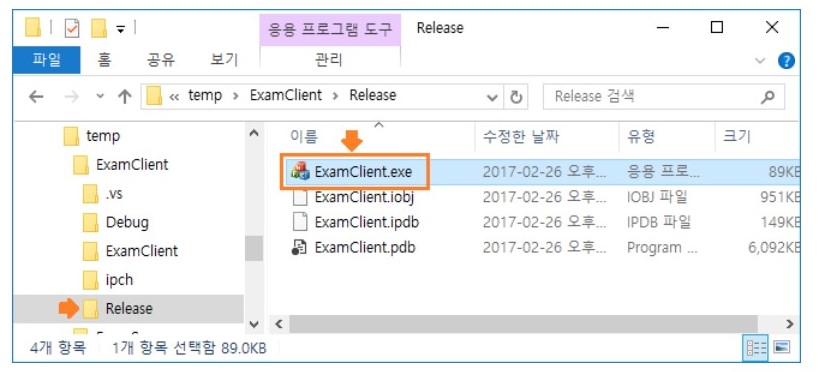 응용 프로그램 도구 Release
파일 홈 공유 보기 관리
« temp › ExamClient › Release Release 검색
temp
ExamClient
.vs
Debug
ExamClient
ipch
Release
이름 수정한 날짜 유형 크기
ExamClient.exe 2017-02-26 오후... 응용 프로... 89KB
ExamClient.iobj 2017-02-26 오후... IOBJ 파일 951KB
ExamClient.ipdb 2017-02-26 오후... IPDB 파일 149KB
ExamClient.pdb 2017-02-26 오후... Program ... 6,092KB
4개 항목 1개 항목 선택함 89.0KB